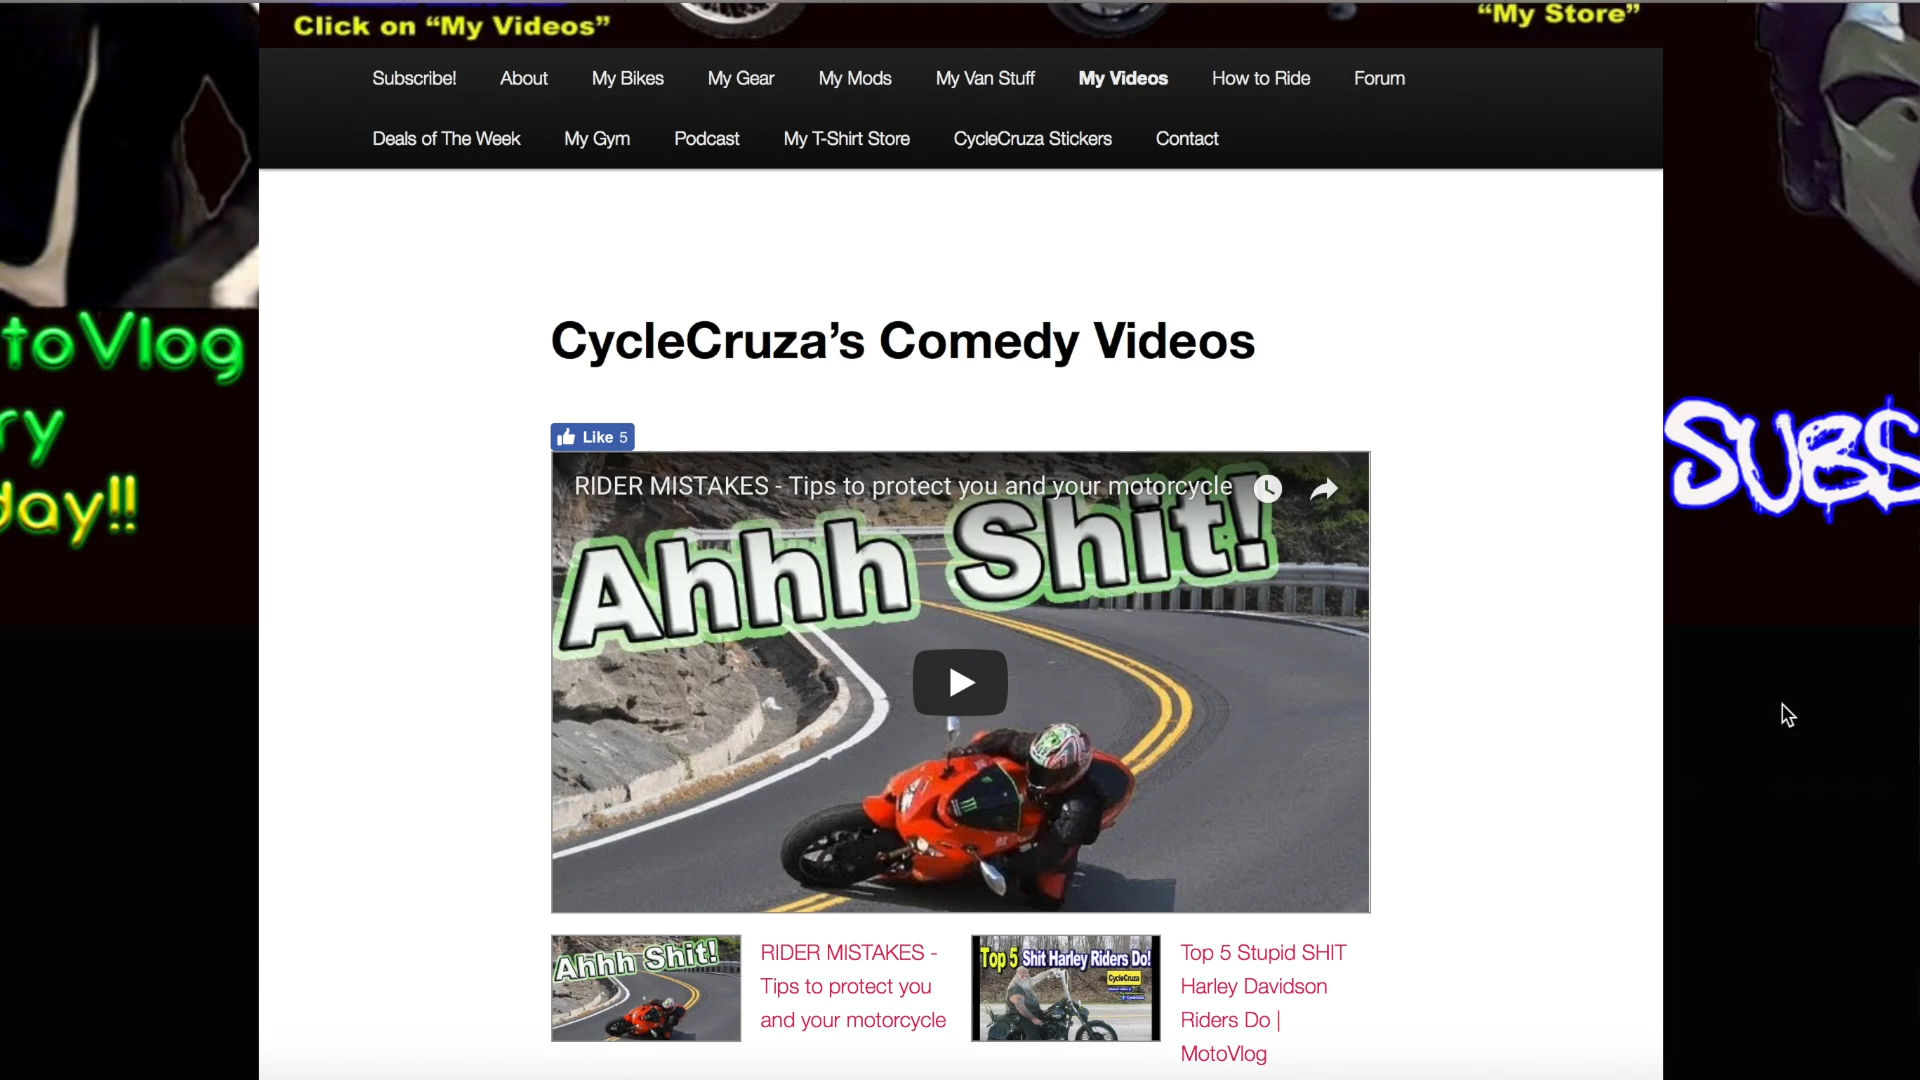 Click on “My Videos”
“My Store”
Subscribe! About My Bikes My Gear My Mods My Van Stuff My Videos How to Ride Forum
Deals of The Week My Gym Podcast My T-Shirt Store CycleCruza Stickers Contact
toVlog
ry
day!!
SUBS
CycleCruza’s Comedy Videos
Like 5
RIDER MISTAKES - Tips to protect you and your motorcycle
Ahhh Shit!
Ahhh Shit!
RIDER MISTAKES -
Tips to protect you
and your motorcycle
Top 5 Shit Harley Riders Do!
CycleCruza
Top 5 Stupid SHIT
Harley Davidson
Riders Do |
MotoVlog